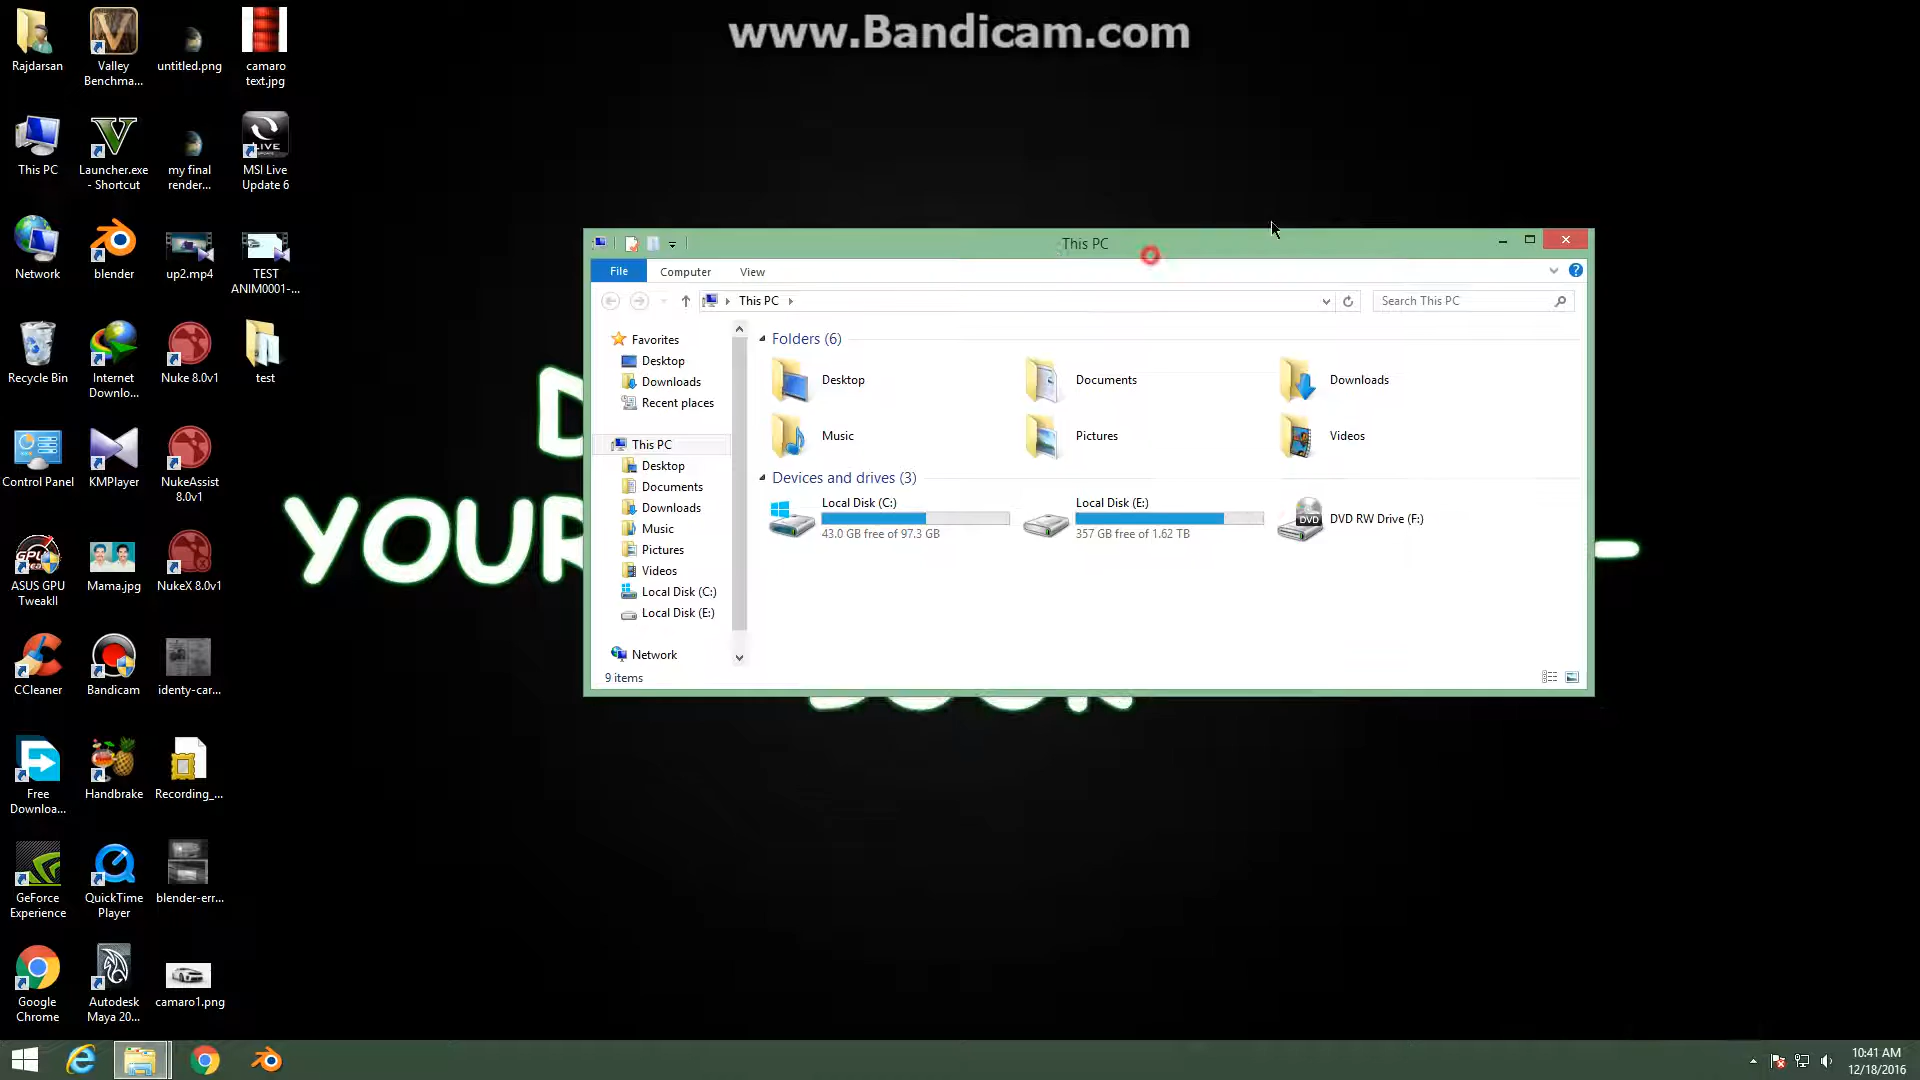 www.Bandicam.com
Rajdarsan
Valley
Benchma...
untitled.png
camaro
text.jpg
This PC
Launcher.exe
- Shortcut
my final
render...
MSI Live
Update 6
Network
blender
up2.mp4
TEST
ANIM0001-...
Recycle Bin
Internet
Downlo...
Nuke 8.0v1
test
Control Panel
KMPlayer
NukeAssist
8.0v1
ASUS GPU
TweakII
Mama.jpg
NukeX 8.0v1
CCleaner
Bandicam
identy-car...
Free
Downloa...
Handbrake
Recording_...
GeForce
Experience
QuickTime
Player
blender-err...
Google
Chrome
Autodesk
Maya 20...
camaro1.png
This PC
File
Computer
View
This PC
Search This PC
Favorites
Desktop
Downloads
Recent places
This PC
Desktop
Documents
Downloads
Music
Pictures
Videos
Local Disk (C:)
Local Disk (E:)
Network
Folders (6)
Desktop
Documents
Downloads
Music
Pictures
Videos
Devices and drives (3)
Local Disk (C:)
43.0 GB free of 97.3 GB
Local Disk (E:)
357 GB free of 1.62 TB
DVD RW Drive (F:)
9 items
10:41 AM
12/18/2016